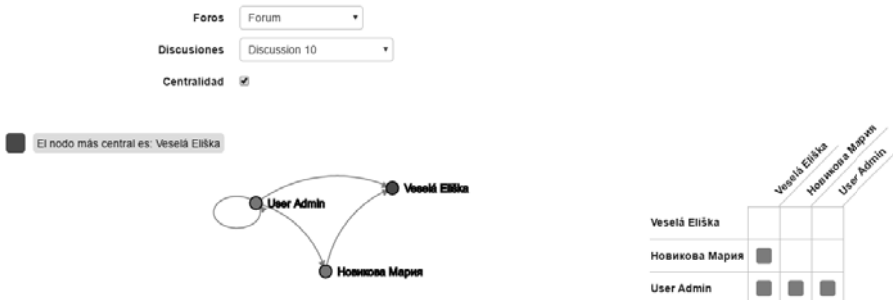 Foros Forum
Discusiones Discussion 10
Centralidad
El nodo más central es: Veselá Eliška
Veselá Eliška
User Admin
Новикова Мария
Veselá Eliška
Новикова Мария
User Admin
Veselá Eliška
Новикова Мария
User Admin